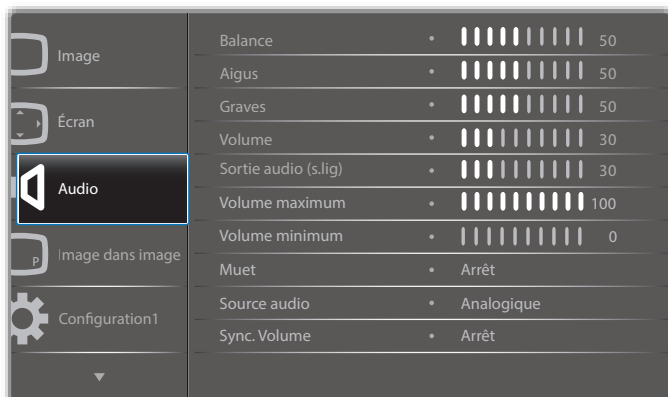 Image
Écran
Audio
P
Image dans image
Configuration1
Balance • 50
Aigus • 50
Graves • 50
Volume • 30
Sortie audio (s.lig) • 30
Volume maximum • 100
Volume minimum • 0
Muet • Arrêt
Source audio • Analogique
Sync. Volume • Arrêt